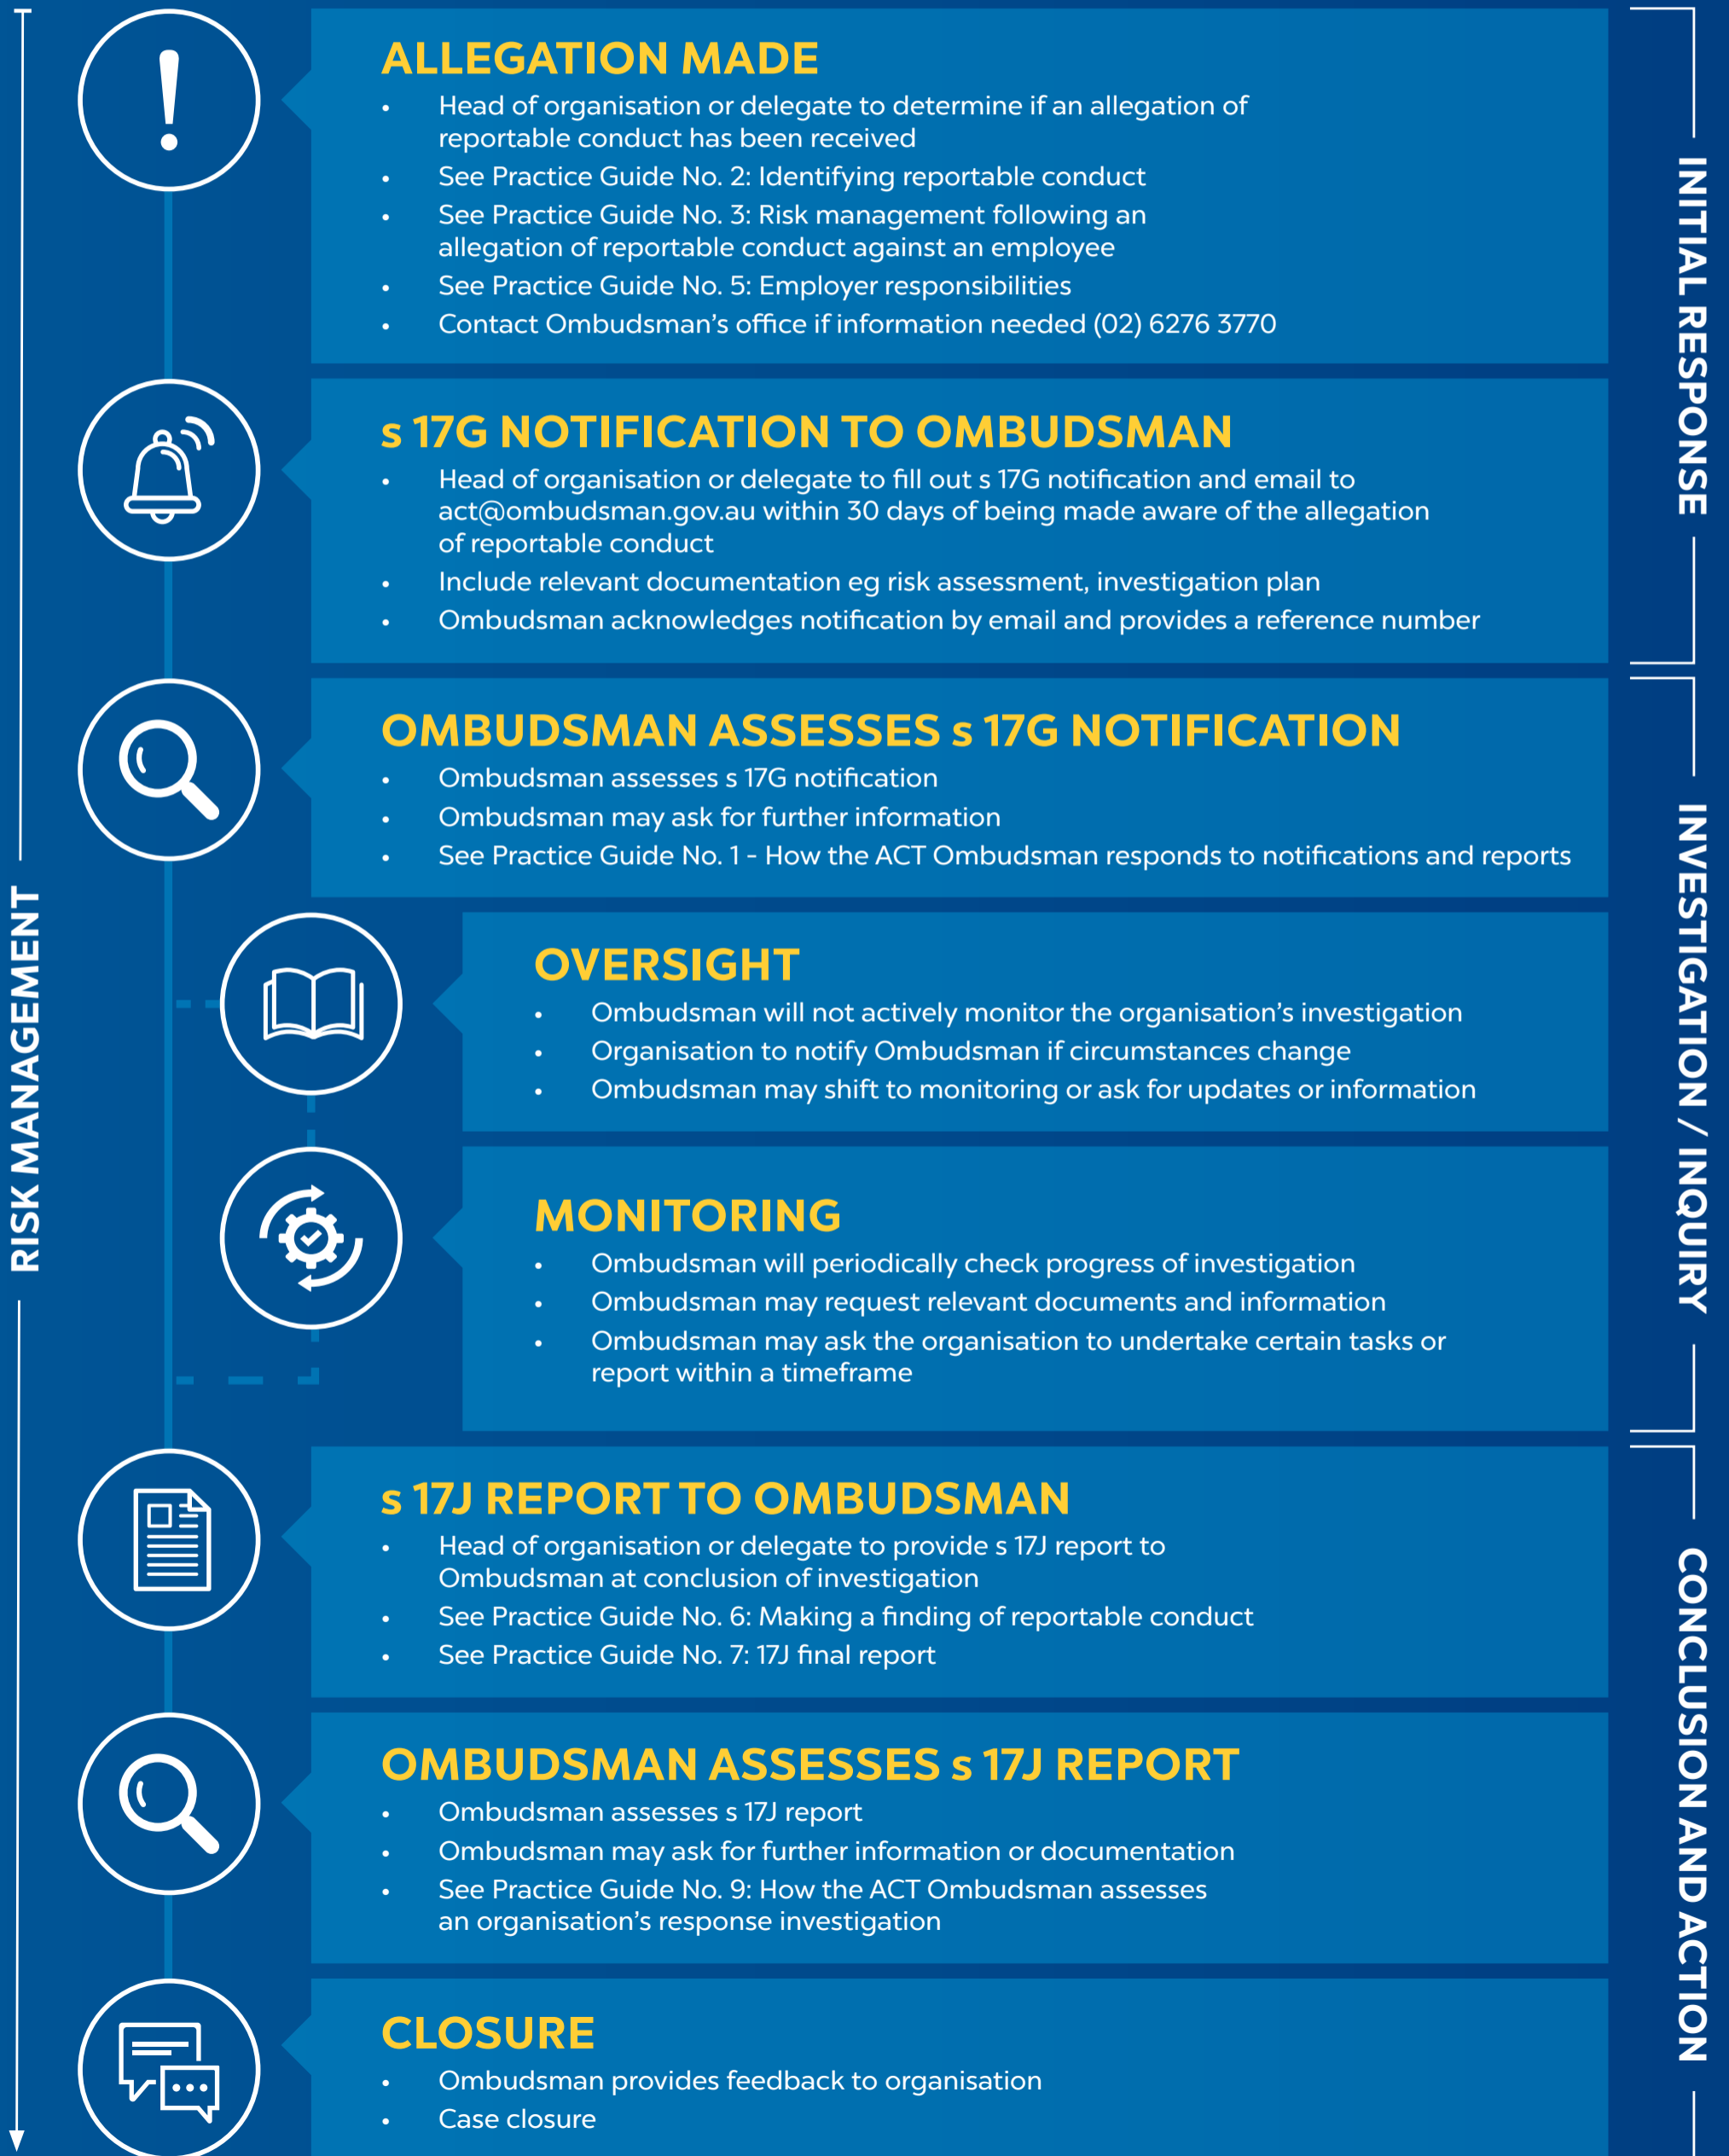 ALLEGATION MADE
• Head of organisation or delegate to determine if an allegation of
reportable conduct has been received
• See Practice Guide No. 2: Identifying reportable conduct
• See Practice Guide No. 3: Risk management following an
allegation of reportable conduct against an employee
• See Practice Guide No. 5: Employer responsibilities
• Contact Ombudsman’s office if information needed (02) 6276 3770
s 17G NOTIFICATION TO OMBUDSMAN
• Head of organisation or delegate to fill out s 17G notification and email to
act@ombudsman.gov.au within 30 days of being made aware of the allegation
of reportable conduct
• Include relevant documentation eg risk assessment, investigation plan
• Ombudsman acknowledges notification by email and provides a reference number
INITIAL RESPONSE
OMBUDSMAN ASSESSES s 17G NOTIFICATION
• Ombudsman assesses s 17G notification
• Ombudsman may ask for further information
• See Practice Guide No. 1 - How the ACT Ombudsman responds to notifications and reports
OVERSIGHT
• Ombudsman will not actively monitor the organisation’s investigation
• Organisation to notify Ombudsman if circumstances change
• Ombudsman may shift to monitoring or ask for updates or information
MONITORING
• Ombudsman will periodically check progress of investigation
• Ombudsman may request relevant documents and information
• Ombudsman may ask the organisation to undertake certain tasks or
report within a timeframe
INVESTIGATION / INQUIRY
RISK MANAGEMENT
s 17J REPORT TO OMBUDSMAN
• Head of organisation or delegate to provide s 17J report to
Ombudsman at conclusion of investigation
• See Practice Guide No. 6: Making a finding of reportable conduct
• See Practice Guide No. 7: 17J final report
OMBUDSMAN ASSESSES s 17J REPORT
• Ombudsman assesses s 17J report
• Ombudsman may ask for further information or documentation
• See Practice Guide No. 9: How the ACT Ombudsman assesses
an organisation’s response investigation
CLOSURE
• Ombudsman provides feedback to organisation
• Case closure
CONCLUSION AND ACTION